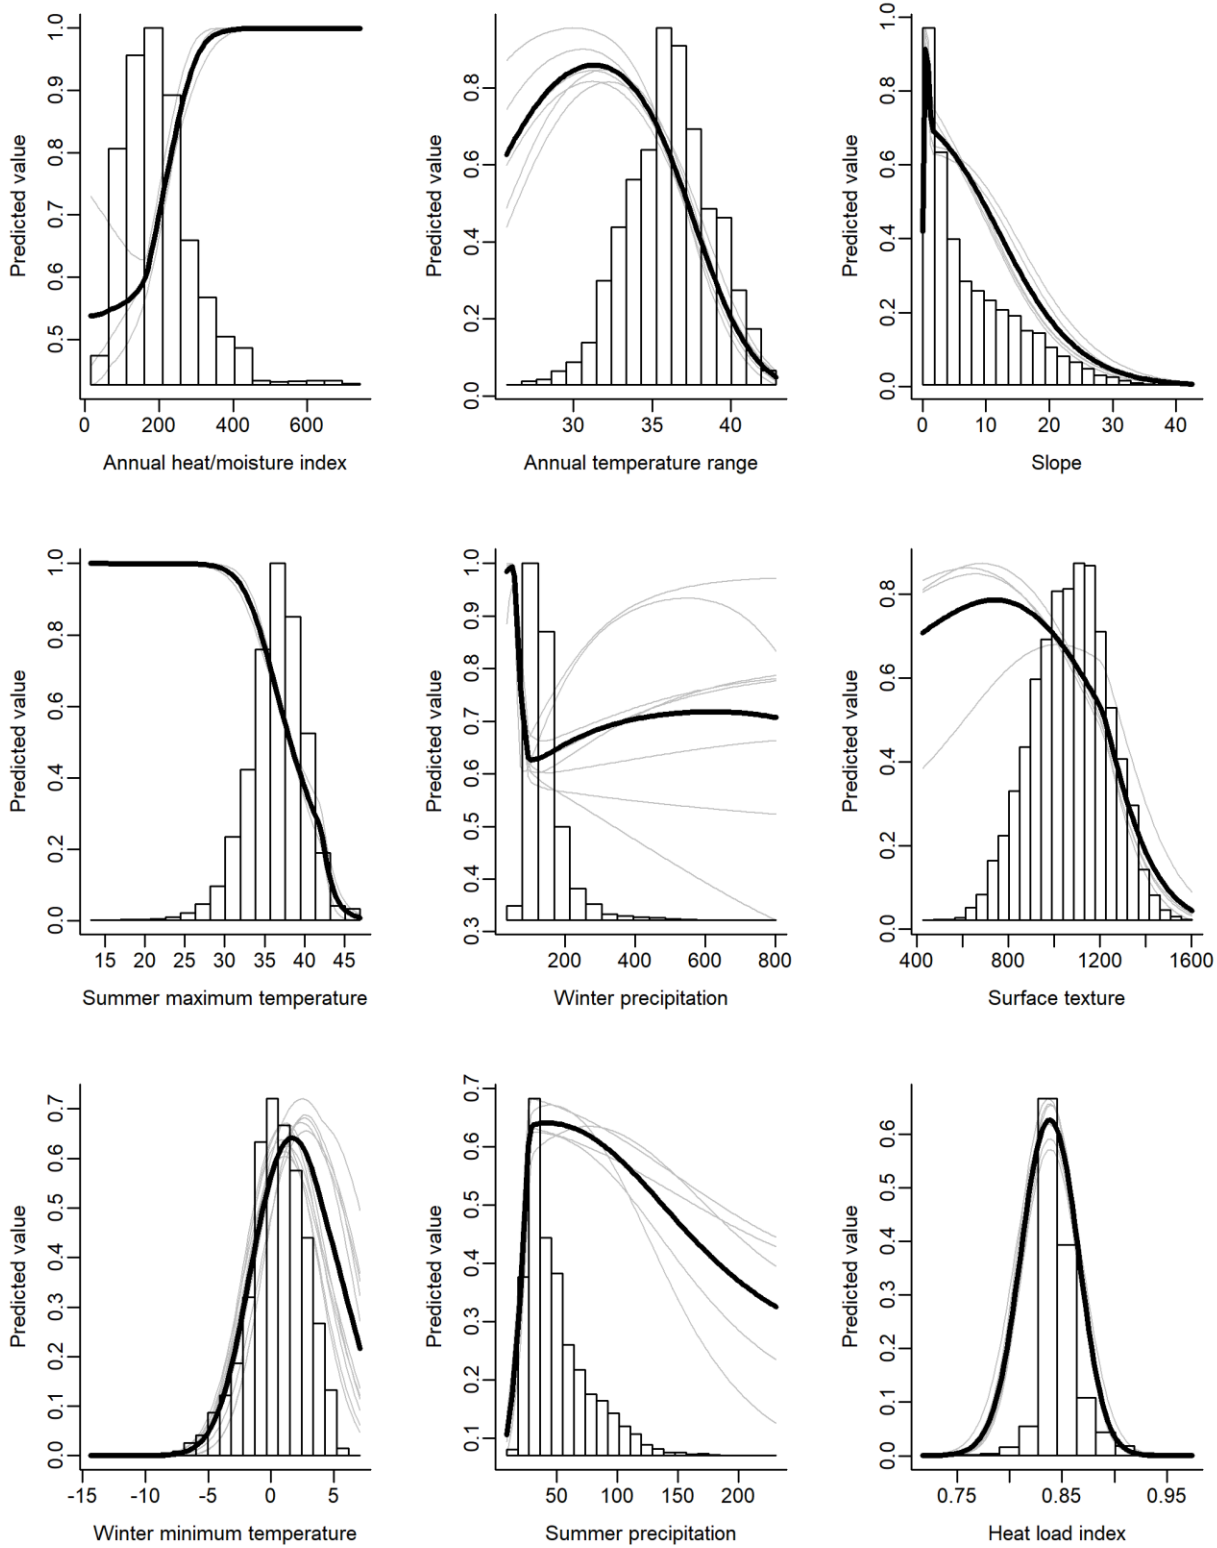 Predicted value
0.5 0.6 0.7 0.8 0.9 1.0
0 200 400 600
Annual heat/moisture index
Predicted value
0.0 0.2 0.4 0.6 0.8
30 35 40
Annual temperature range
Predicted value
0.0 0.2 0.4 0.6 0.8 1.0
0 10 20 30 40
Slope
Predicted value
0.0 0.2 0.4 0.6 0.8 1.0
15 20 25 30 35 40 45
Summer maximum temperature
Predicted value
0.3 0.4 0.5 0.6 0.7 0.8 0.9 1.0
200 400 600 800
Winter precipitation
Predicted value
0.0 0.2 0.4 0.6 0.8
400 800 1200 1600
Surface texture
Predicted value
0.0 0.1 0.2 0.3 0.4 0.5 0.6 0.7
-15 -10 -5 0 5
Winter minimum temperature
Predicted value
0.1 0.2 0.3 0.4 0.5 0.6 0.7
50 100 150 200
Summer precipitation
Predicted value
0.0 0.1 0.2 0.3 0.4 0.5 0.6
0.75 0.85 0.95
Heat load index